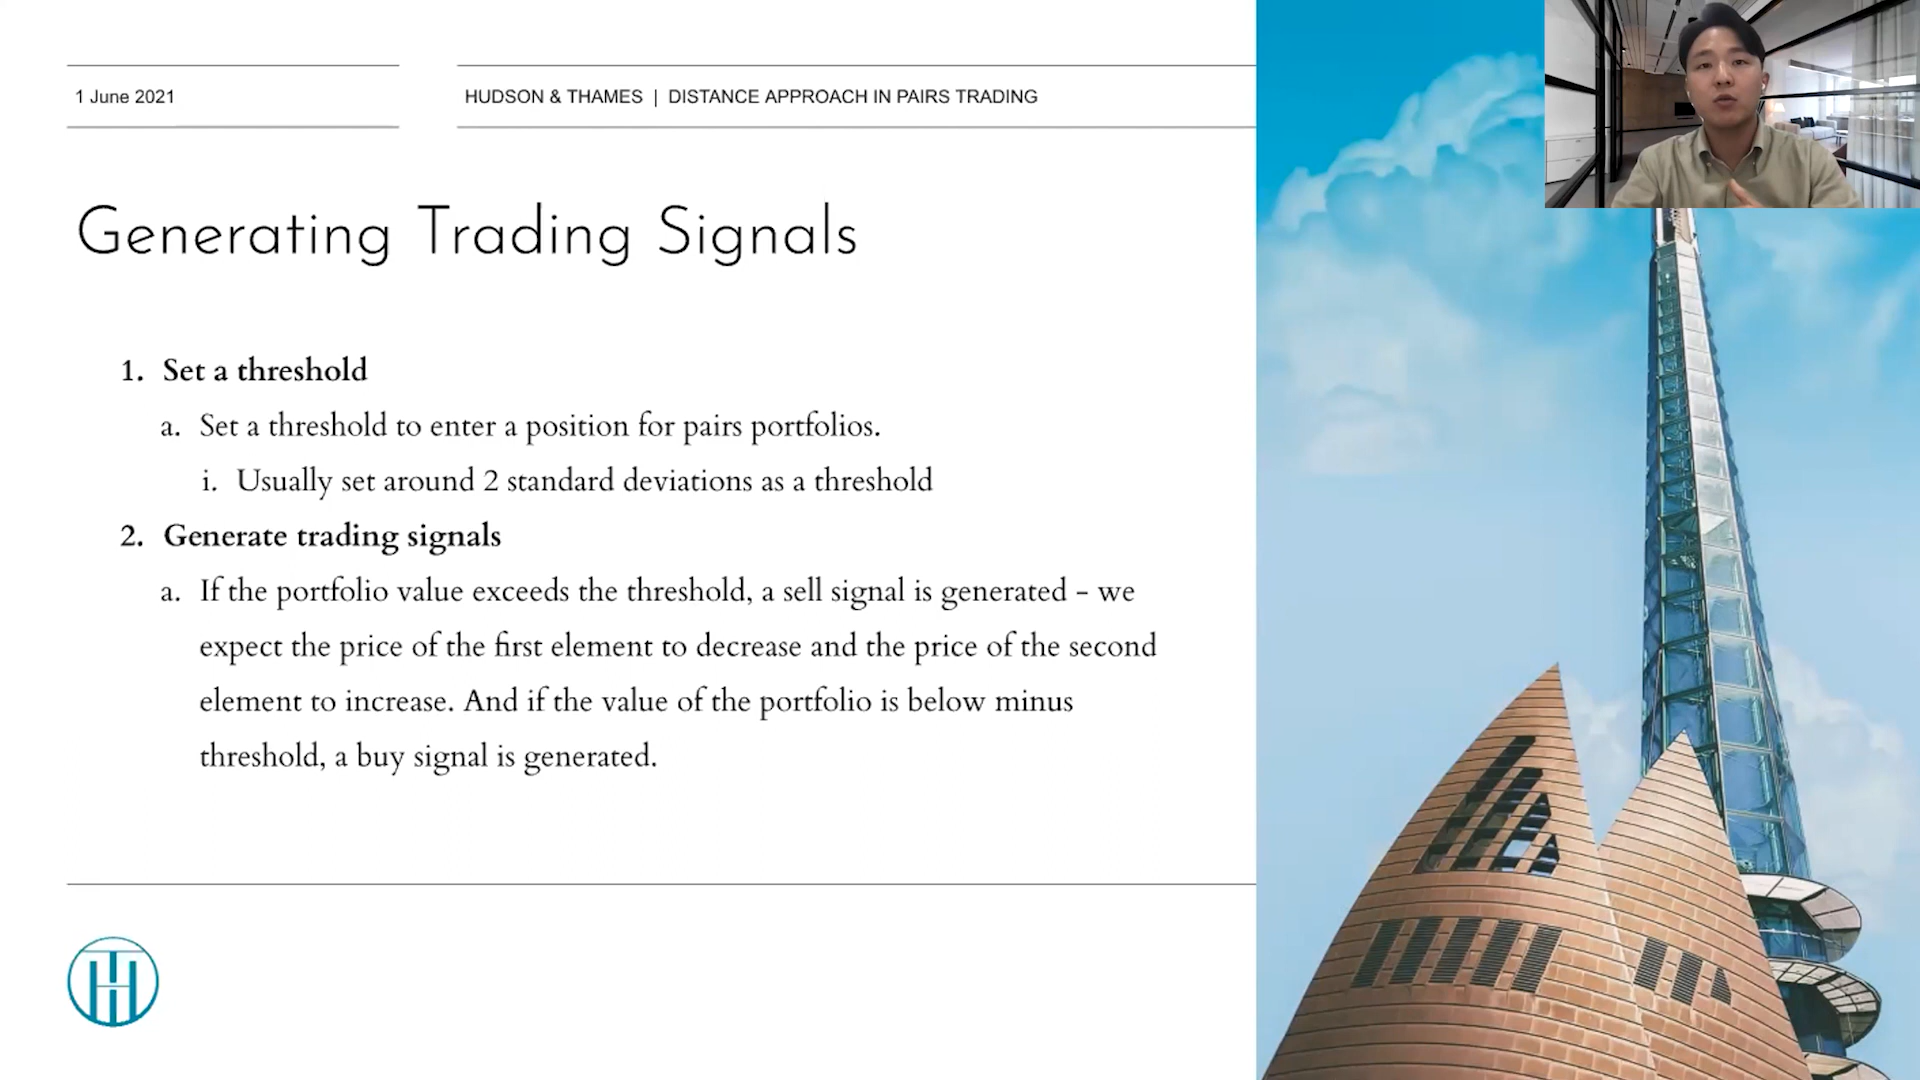 1 June 2021
HUDSON & THAMES | DISTANCE APPROACH IN PAIRS TRADING
Generating Trading Signals
1. Set a threshold
a. Set a threshold to enter a position for pairs portfolios.
i. Usually set around 2 standard deviations as a threshold
2. Generate trading signals
a. If the portfolio value exceeds the threshold, a sell signal is generated - we
expect the price of the first element to decrease and the price of the second
element to increase. And if the value of the portfolio is below minus
threshold, a buy signal is generated.